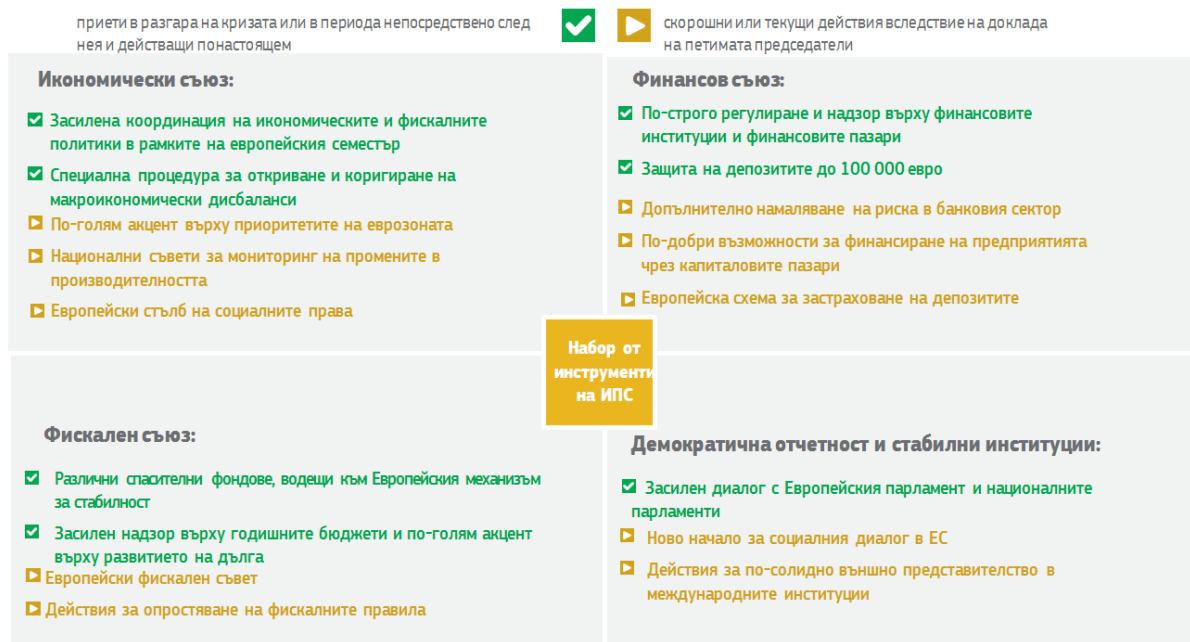 приети в разгара на кризата или в периода непосредствено след
нея и действащи понастоящем
скорошни или текущи действия вследствие на доклада
на петимата председатели
Икономически съюз:
Засилена координация на икономическите и фискалните
политики в рамките на европейския семестър
Специална процедура за откриване и коригиране на
макроикономически дисбаланси
По-голям акцент върху приоритетите на еврозоната
Национални съвети за мониторинг на промените в
производителността
Европейски стълб на социалните права
Финансов съюз:
По-строго регулиране и надзор върху финансовите
институции и финансовите пазари
Защита на депозитите до 100 000 евро
Допълнително намаляване на риска в банковия сектор
По-добри възможности за финансиране на предприятията
чрез капиталовите пазари
Европейска схема за застраховане на депозитите
Набор от
инструменти
на ИПС
Фискален съюз:
Различни спасителни фондове, водещи към Европейския механизъм
за стабилност
Засилен надзор върху годишните бюджети и по-голям акцент
върху развитието на дълга
Европейски фискален съвет
Действия за опростяване на фискалните правила
Демократична отчетност и стабилни институции:
Засилен диалог с Европейския парламент и националните
парламенти
Ново начало за социалния диалог в ЕС
Действия за по-солидно външно представителство в
международните институции